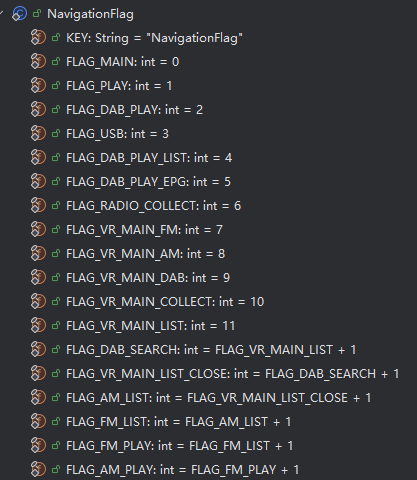 NavigationFlag
KEY: String = "NavigationFlag"
FLAG_MAIN: int = 0
FLAG_PLAY: int = 1
FLAG_DAB_PLAY: int = 2
FLAG_USB: int = 3
FLAG_DAB_PLAY_LIST: int = 4
FLAG_DAB_PLAY_EPG: int = 5
FLAG_RADIO_COLLECT: int = 6
FLAG_VR_MAIN_FM: int = 7
FLAG_VR_MAIN_AM: int = 8
FLAG_VR_MAIN_DAB: int = 9
FLAG_VR_MAIN_COLLECT: int = 10
FLAG_VR_MAIN_LIST: int = 11
FLAG_DAB_SEARCH: int = FLAG_VR_MAIN_LIST + 1
FLAG_VR_MAIN_LIST_CLOSE: int = FLAG_DAB_SEARCH + 1
FLAG_AM_LIST: int = FLAG_VR_MAIN_LIST_CLOSE + 1
FLAG_FM_LIST: int = FLAG_AM_LIST + 1
FLAG_FM_PLAY: int = FLAG_FM_LIST + 1
FLAG_AM_PLAY: int = FLAG_FM_PLAY + 1